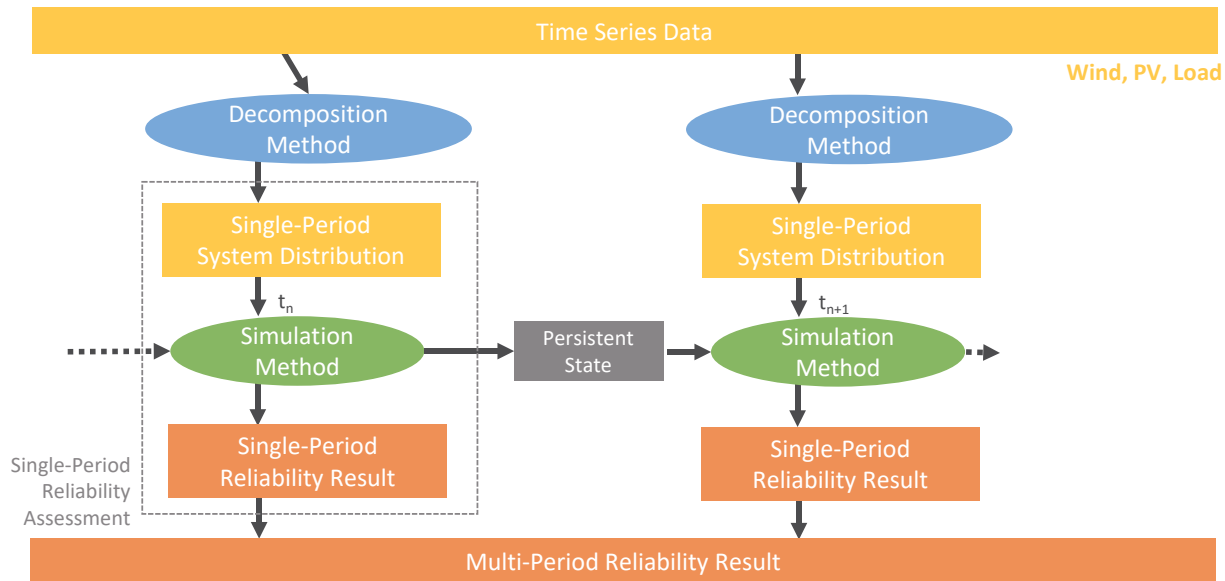 Time Series Data
Wind, PV, Load
Decomposition
Method
Decomposition
Method
Single-Period
System Distribution
Single-Period
System Distribution
tn
tn+1
Simulation
Method
Persistent
State
Simulation
Method
Single-Period
Reliability Result
Single-Period
Reliability Result
Single-Period
Reliability
Assessment
Multi-Period Reliability Result